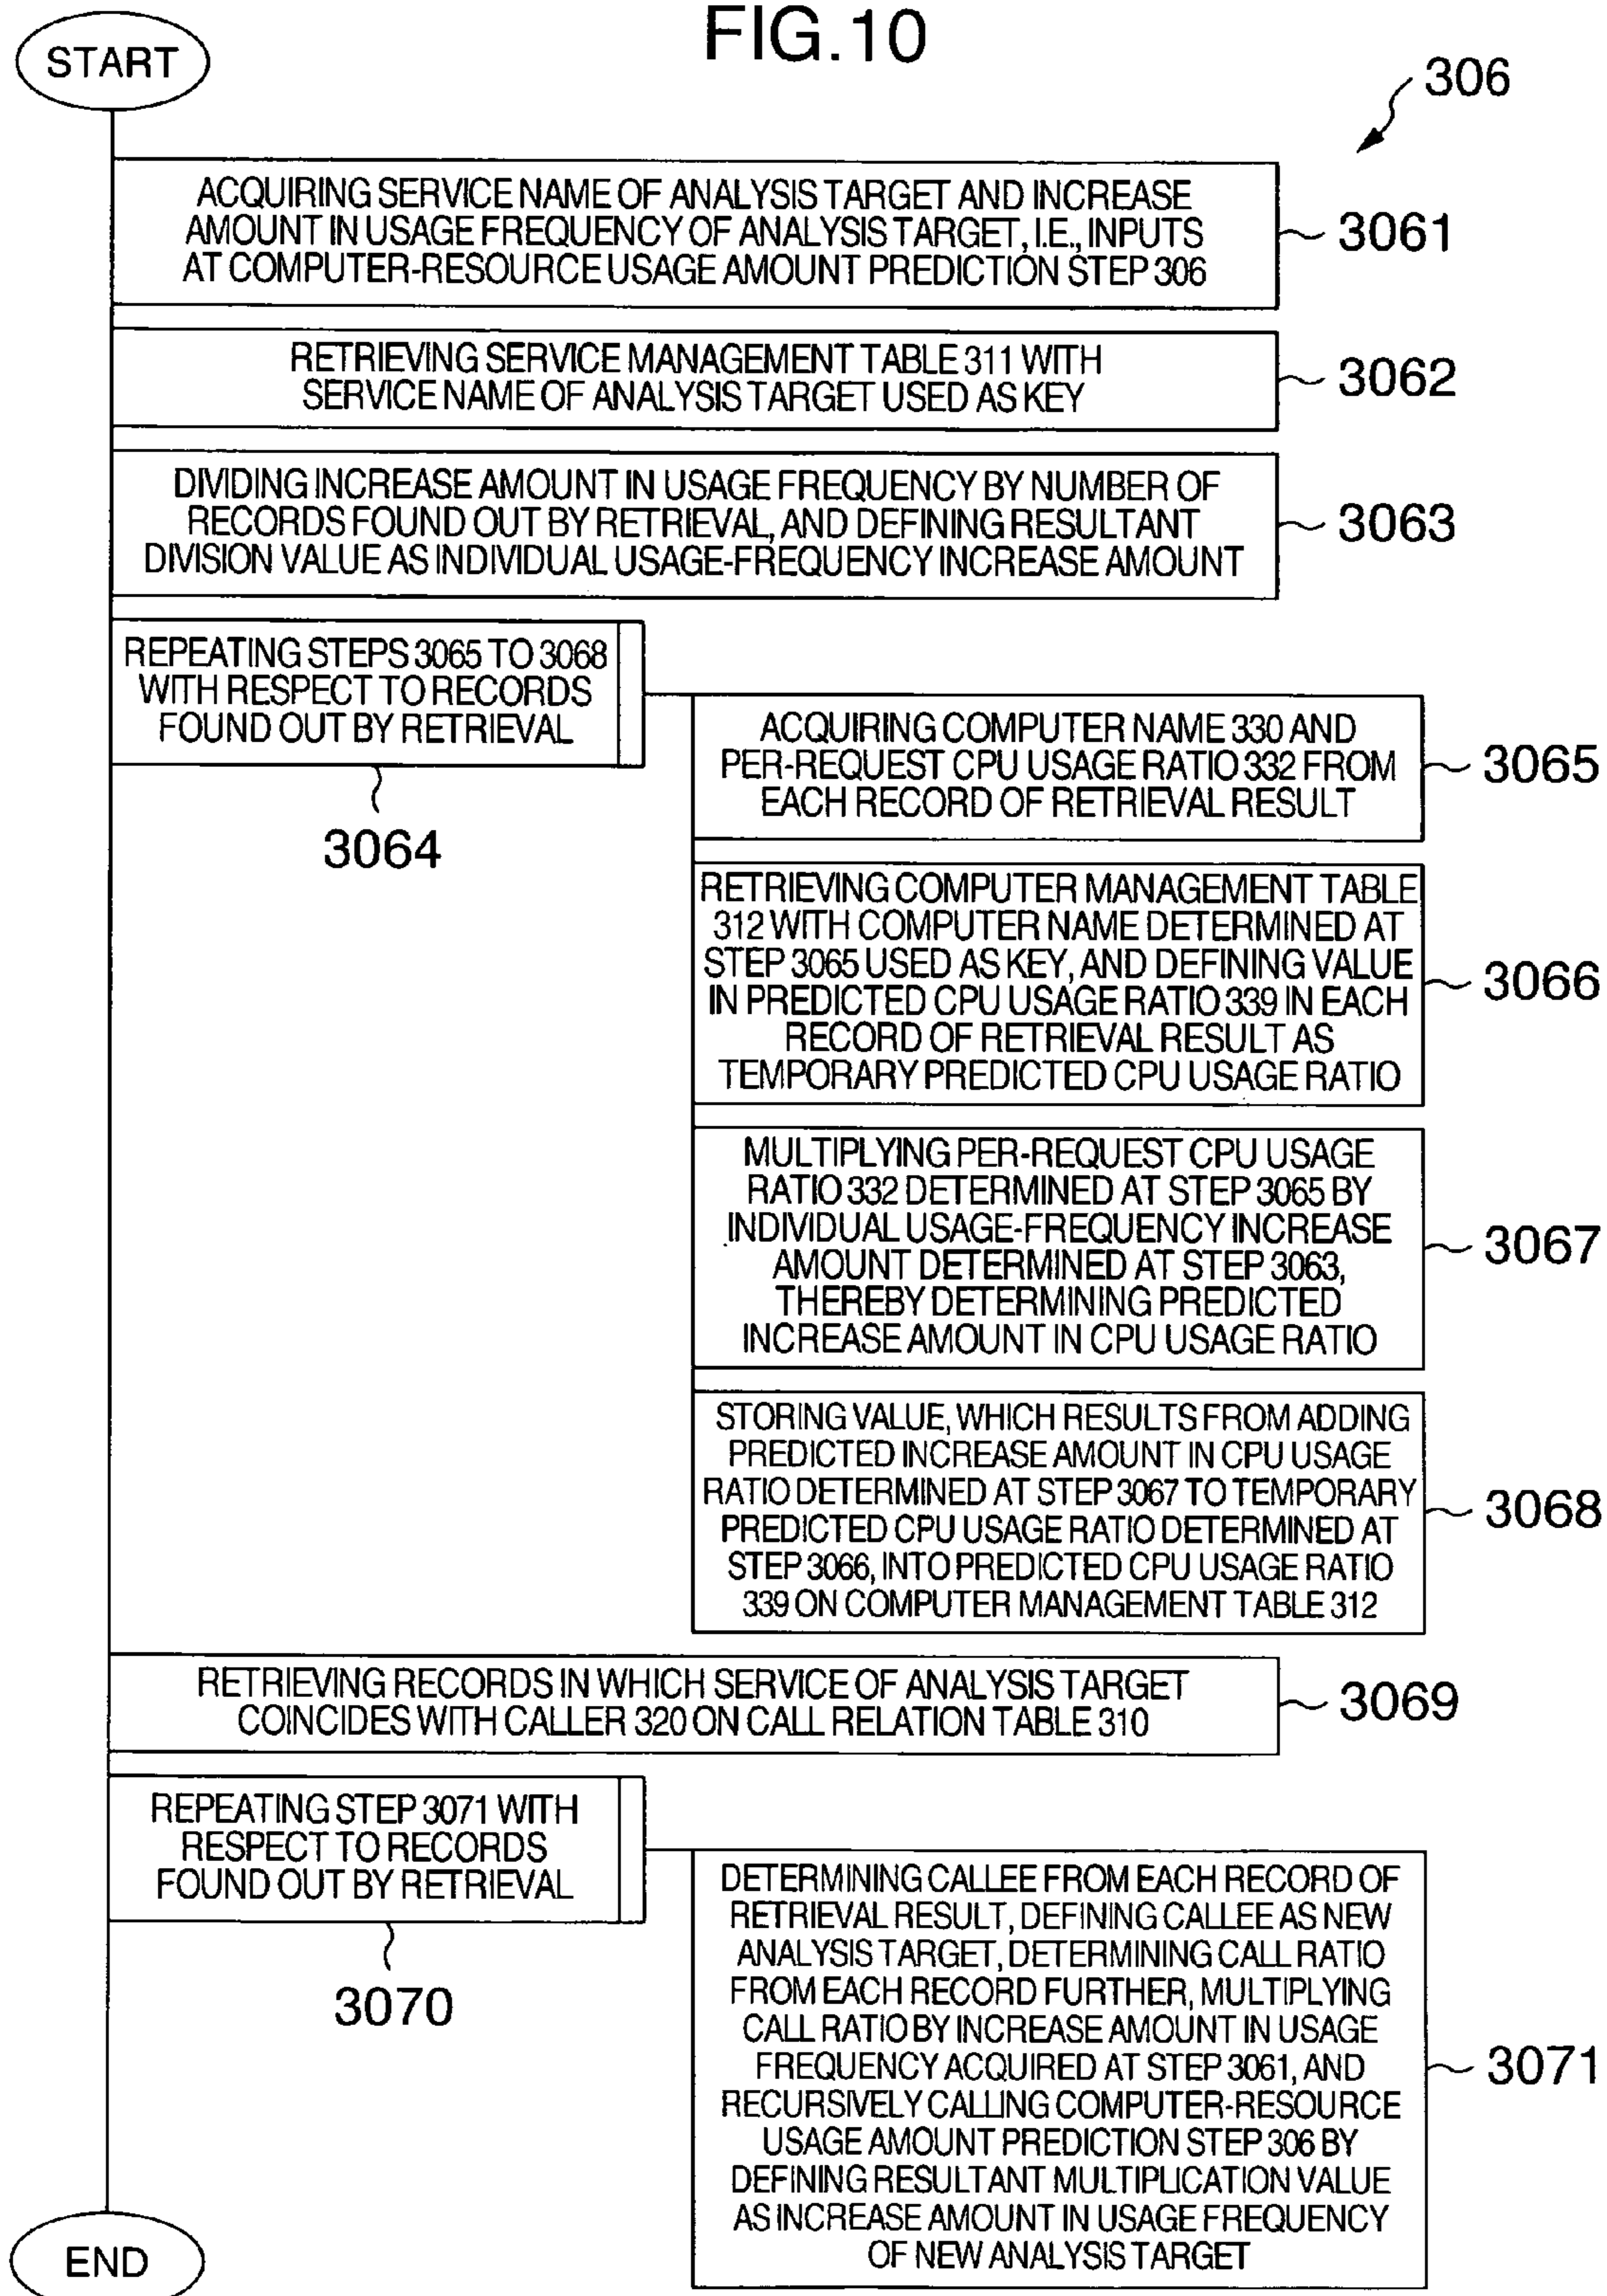 FIG.10
START
306
ACQUIRING SERVICE NAME OF ANALYSIS TARGET AND INCREASE
AMOUNT IN USAGE FREQUENCY OF ANALYSIS TARGET, I.E., INPUTS
AT COMPUTER-RESOURCE USAGE AMOUNT PREDICTION STEP 306
3061
RETRIEVING SERVICE MANAGEMENT TABLE 311 WITH
SERVICE NAME OF ANALYSIS TARGET USED AS KEY
3062
DIVIDING INCREASE AMOUNT IN USAGE FREQUENCY BY NUMBER OF
RECORDS FOUND OUT BY RETRIEVAL, AND DEFINING RESULTANT
DIVISION VALUE AS INDIVIDUAL USAGE-FREQUENCY INCREASE AMOUNT
3063
REPEATING STEPS 3065 TO 3068
WITH RESPECT TO RECORDS
FOUND OUT BY RETRIEVAL
3064
ACQUIRING COMPUTER NAME 330 AND
PER-REQUEST CPU USAGE RATIO 332 FROM
EACH RECORD OF RETRIEVAL RESULT
3065
RETRIEVING COMPUTER MANAGEMENT TABLE
312 WITH COMPUTER NAME DETERMINED AT
STEP 3065 USED AS KEY, AND DEFINING VALUE
IN PREDICTED CPU USAGE RATIO 339 IN EACH
RECORD OF RETRIEVAL RESULT AS
TEMPORARY PREDICTED CPU USAGE RATIO
3066
MULTIPLYING PER-REQUEST CPU USAGE
RATIO 332 DETERMINED AT STEP 3065 BY
INDIVIDUAL USAGE-FREQUENCY INCREASE
AMOUNT DETERMINED AT STEP 3063,
THEREBY DETERMINING PREDICTED
INCREASE AMOUNT IN CPU USAGE RATIO
3067
STORING VALUE, WHICH RESULTS FROM ADDING
PREDICTED INCREASE AMOUNT IN CPU USAGE
RATIO DETERMINED AT STEP 3067 TO TEMPORARY
PREDICTED CPU USAGE RATIO DETERMINED AT
STEP 3066, INTO PREDICTED CPU USAGE RATIO
339 ON COMPUTER MANAGEMENT TABLE 312
3068
RETRIEVING RECORDS IN WHICH SERVICE OF ANALYSIS TARGET
COINCIDES WITH CALLER 320 ON CALL RELATION TABLE 310
3069
REPEATING STEP 3071 WITH
RESPECT TO RECORDS
FOUND OUT BY RETRIEVAL
3070
DETERMINING CALLEE FROM EACH RECORD OF
RETRIEVAL RESULT, DEFINING CALLEE AS NEW
ANALYSIS TARGET, DETERMINING CALL RATIO
FROM EACH RECORD FURTHER, MULTIPLYING
CALL RATIO BY INCREASE AMOUNT IN USAGE
FREQUENCY ACQUIRED AT STEP 3061, AND
RECURSIVELY CALLING COMPUTER-RESOURCE
USAGE AMOUNT PREDICTION STEP 306 BY
DEFINING RESULTANT MULTIPLICATION VALUE
AS INCREASE AMOUNT IN USAGE FREQUENCY
OF NEW ANALYSIS TARGET
3071
END